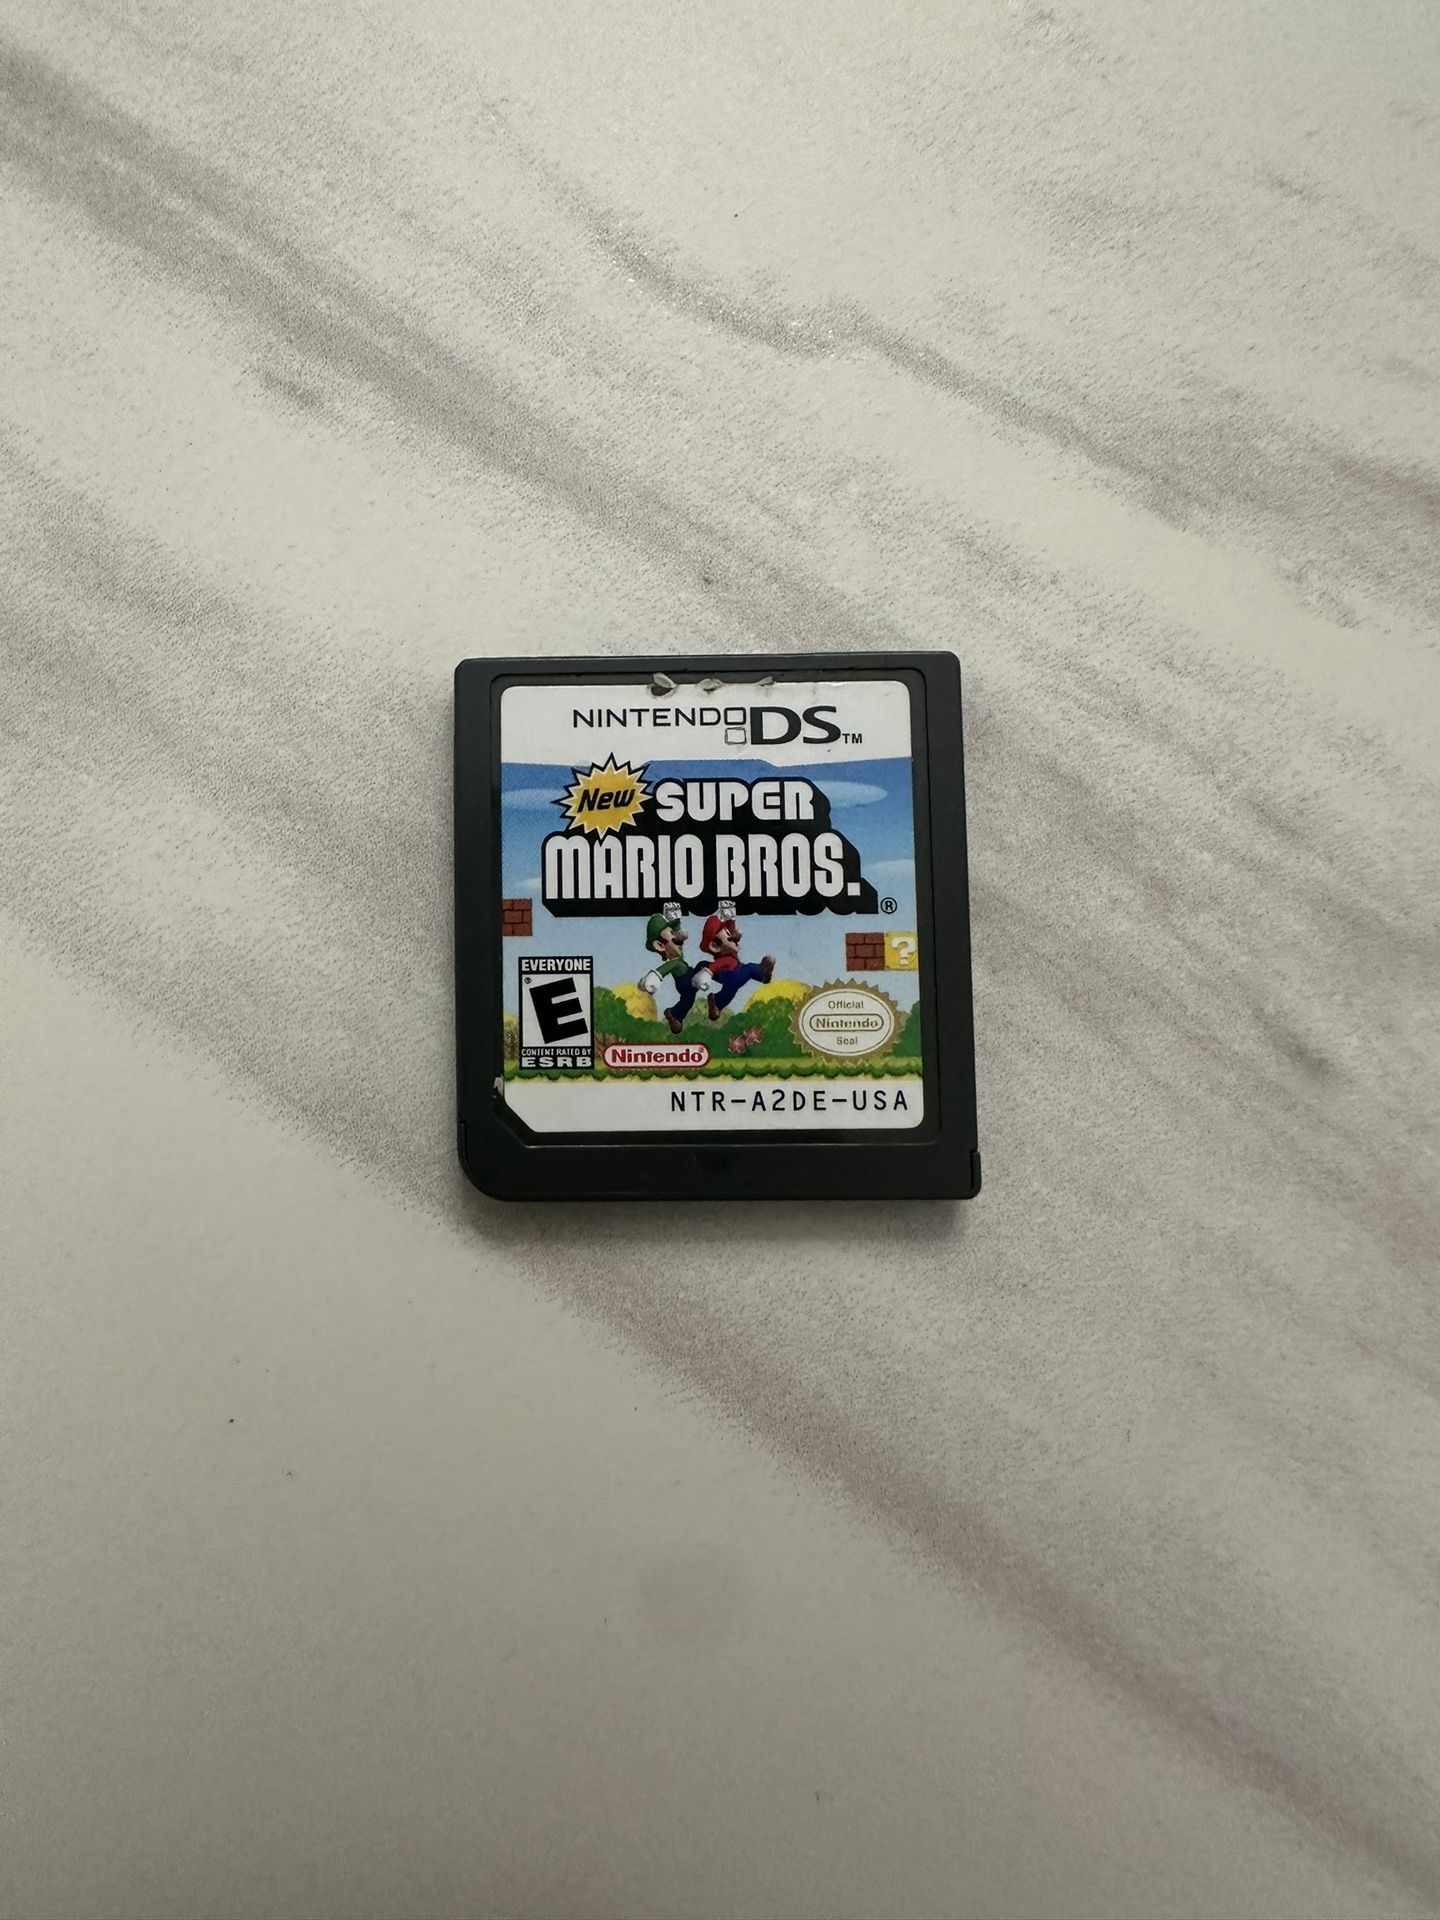 NINTENDO DS™
New SUPER
MARIO BROS.®
?
EVERYONE
E
CONTENT RATED BY
ESRB
Nintendo®
Official
Nintendo
Seal
NTR-A2DE-USA